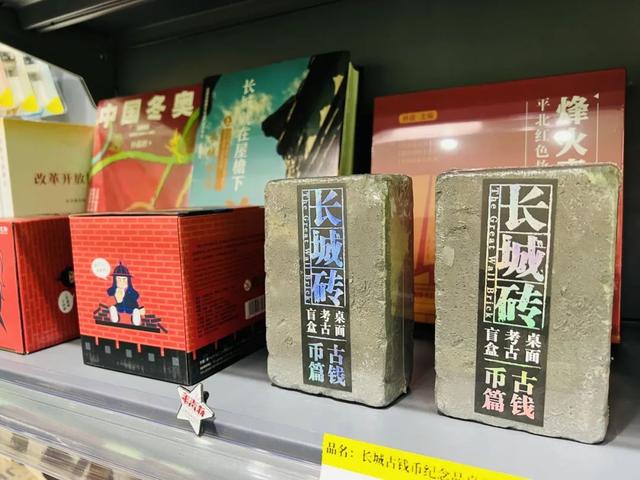 中国冬奥
长城
在屋檐下
烽火
平北红色
改革开放
长城砖
The Great Wall Brick
桌面
考古
盲盒
古钱
币篇
长城砖
The Great Wall Brick
桌面
考古
盲盒
古钱
币篇
品名：长城古钱币纪念品